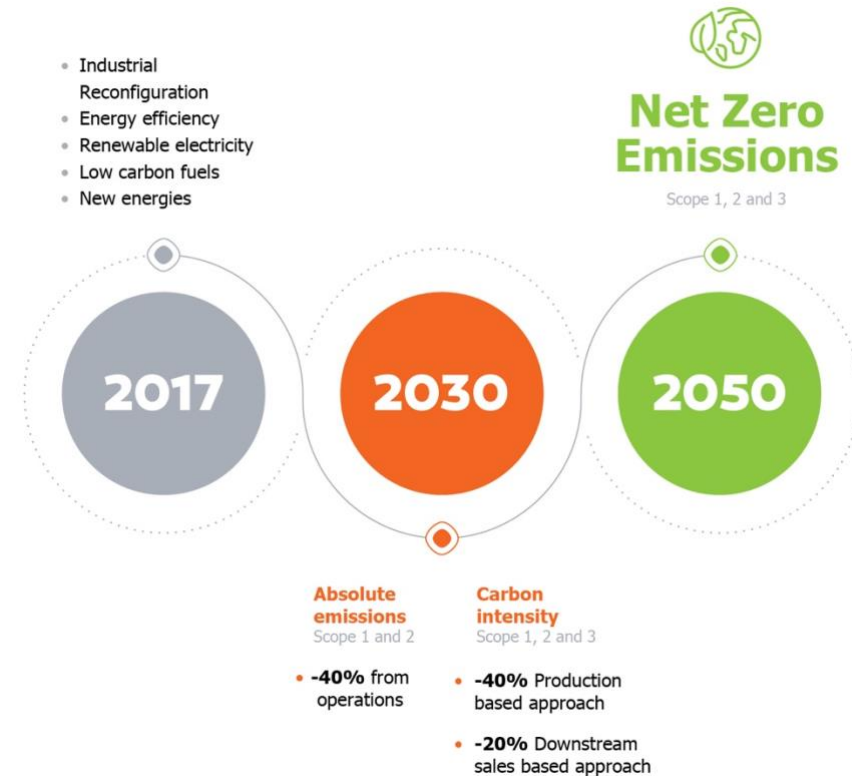 • Industrial
Reconfiguration
• Energy efficiency
• Renewable electricity
• Low carbon fuels
• New energies
Net Zero
Emissions
Scope 1, 2 and 3
2017
2030
2050
Absolute
emissions
Scope 1 and 2
• -40% from
operations
Carbon
intensity
Scope 1, 2 and 3
• -40% Production
based approach
• -20% Downstream
sales based approach